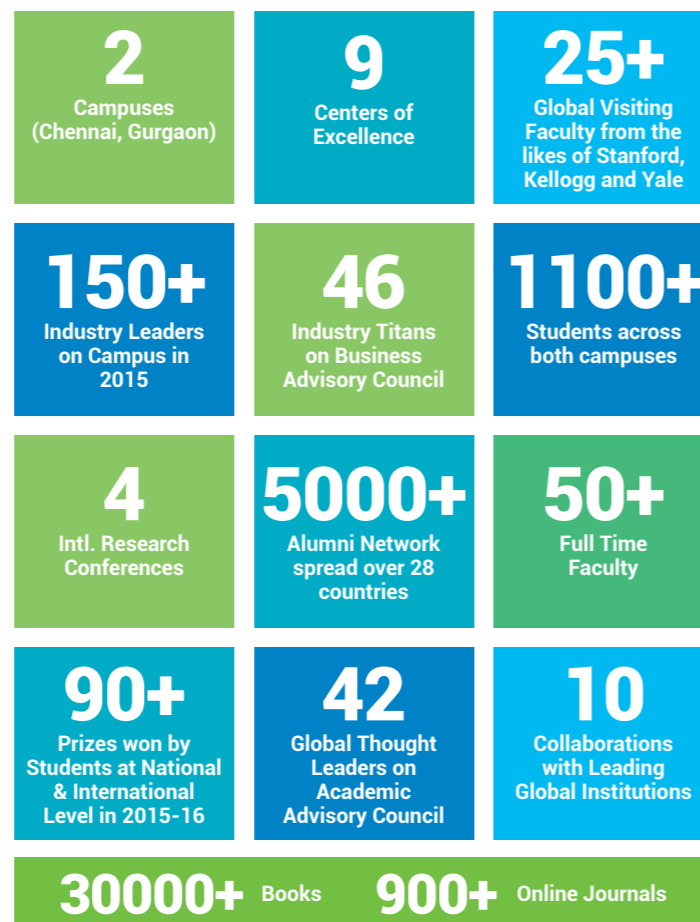 2
Campuses
(Chennai, Gurgaon)
9
Centers of
Excellence
25+
Global Visiting
Faculty from the
likes of Stanford,
Kellogg and Yale
150+
Industry Leaders
on Campus in
2015
46
Industry Titans
on Business
Advisory Council
1100+
Students across
both campuses
4
Intl. Research
Conferences
5000+
Alumni Network
spread over 28
countries
50+
Full Time
Faculty
90+
Prizes won by
Students at National
& International
Level in 2015-16
42
Global Thought
Leaders on
Academic
Advisory Council
10
Collaborations
with Leading
Global Institutions
30000+ Books 900+ Online Journals